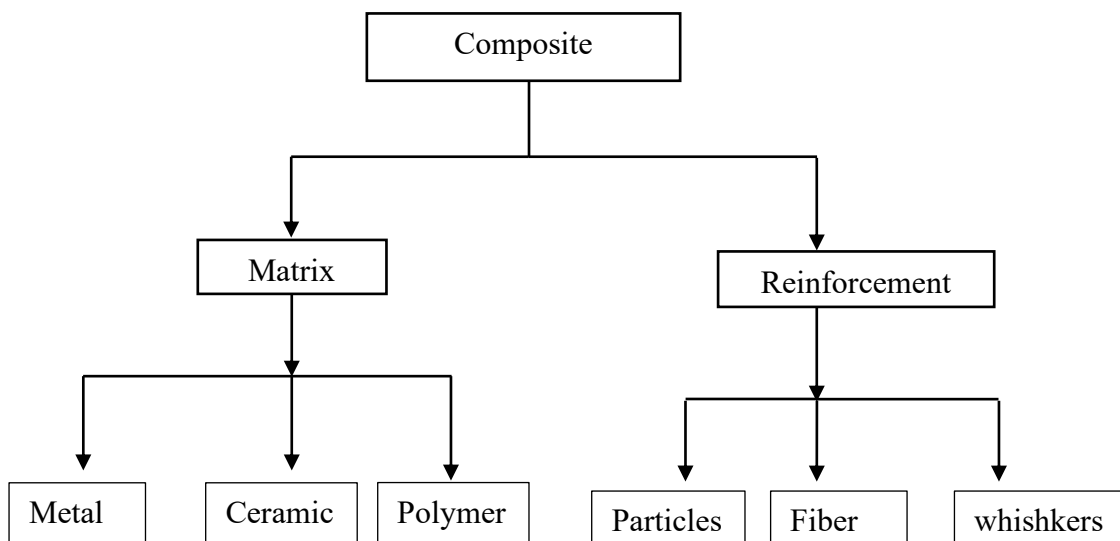 Composite
Matrix
Reinforcement
Metal
Ceramic
Polymer
Particles
Fiber
whishkers